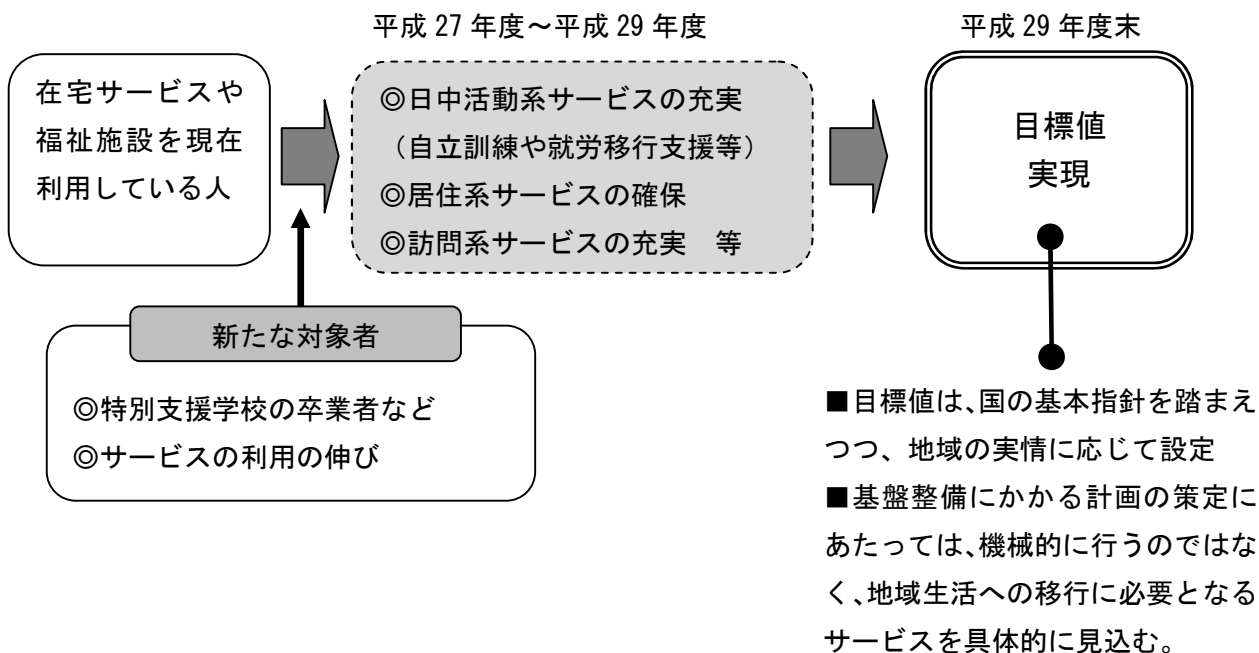 平成 27 年度～平成 29 年度
平成 29 年度末
在宅サービスや
福祉施設を現在
利用している人
◎日中活動系サービスの充実
（自立訓練や就労移行支援等）
◎居住系サービスの確保
◎訪問系サービスの充実　等
目標値
実現
新たな対象者
◎特別支援学校の卒業者など
◎サービスの利用の伸び
■目標値は、国の基本指針を踏まえ
つつ、地域の実情に応じて設定
■基盤整備にかかる計画の策定に
あたっては、機械的に行うのではな
く、地域生活への移行に必要となる
サービスを具体的に見込む。